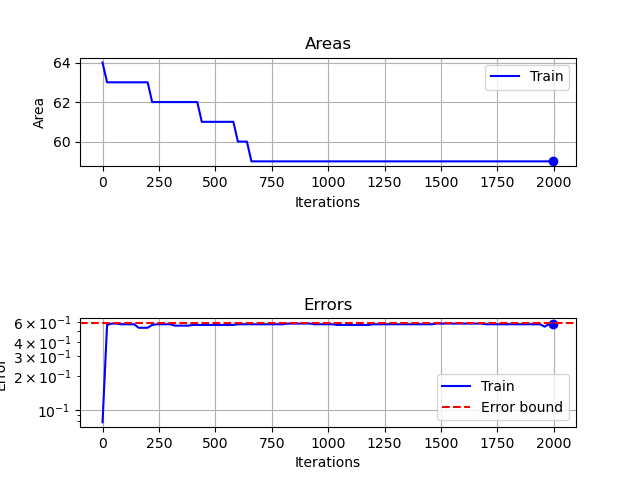 Areas
64
62
60
Area
Train
0 250 500 750 1000 1250 1500 1750 2000
Iterations
Errors
6 × 10⁻¹
4 × 10⁻¹
3 × 10⁻¹
2 × 10⁻¹
10⁻¹
Error
Train
Error bound
0 250 500 750 1000 1250 1500 1750 2000
Iterations